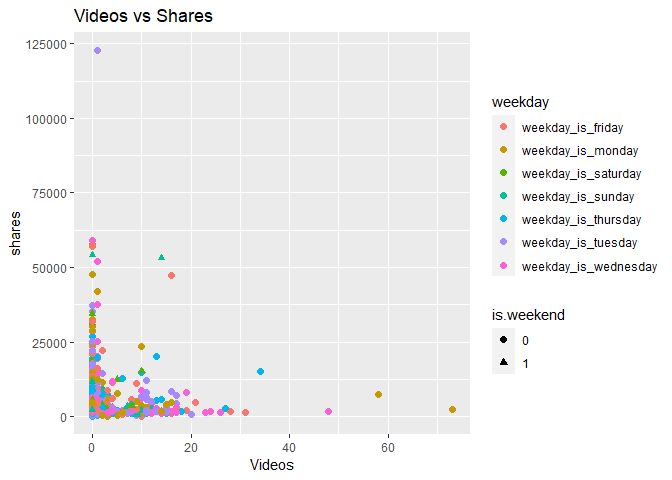 Videos vs Shares
125000
100000
75000
50000
25000
0
shares
0 20 40 60
Videos
weekday
weekday_is_friday
weekday_is_monday
weekday_is_saturday
weekday_is_sunday
weekday_is_thursday
weekday_is_tuesday
weekday_is_wednesday
is.weekend
0
1